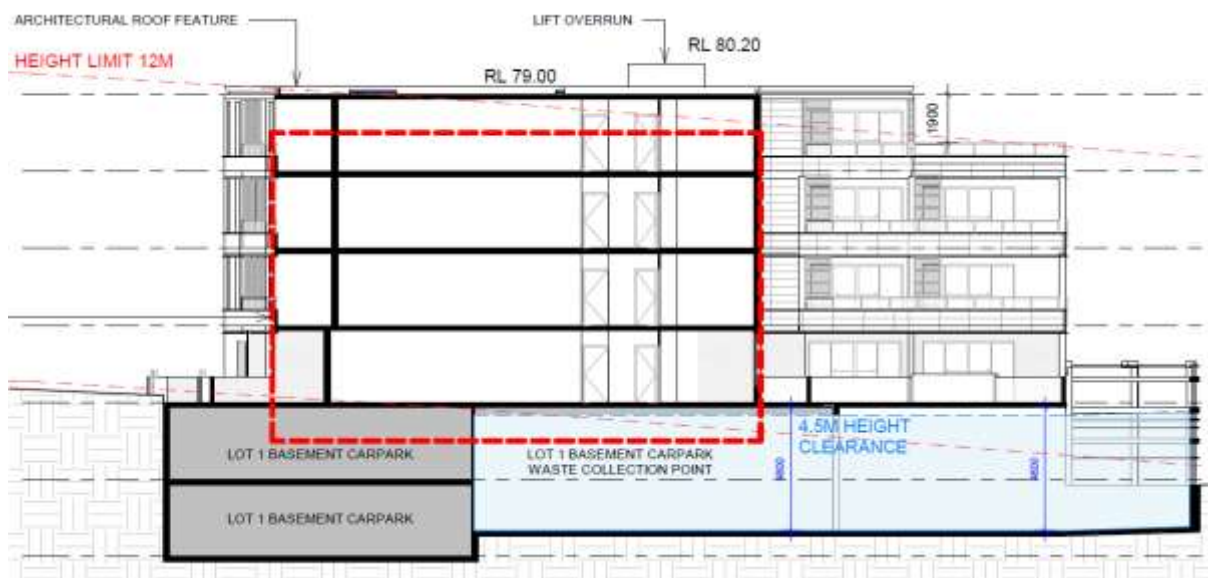 ARCHITECTURAL ROOF FEATURE
LIFT OVERRUN
RL 80.20
HEIGHT LIMIT 12M
RL 79.00
1900
4.5M HEIGHT
CLEARANCE
LOT 1 BASEMENT CARPARK
LOT 1 BASEMENT CARPARK
WASTE COLLECTION POINT
LOT 1 BASEMENT CARPARK